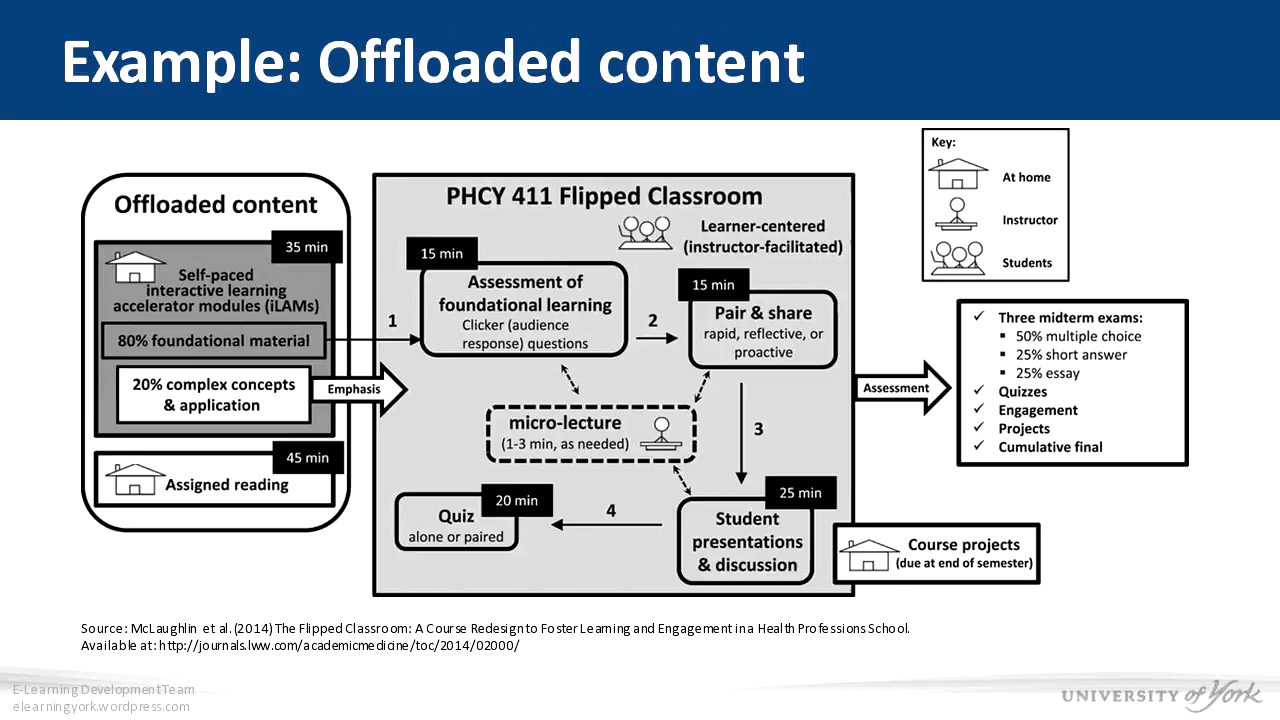 Example: Offloaded content
Offloaded content
35 min
Self-paced
interactive learning
accelerator modules (iLAMs)
80% foundational material
20% complex concepts
& application
Emphasis
45 min
Assigned reading
PHCY 411 Flipped Classroom
Learner-centered
(instructor-facilitated)
1
15 min
Assessment of
foundational learning
Clicker (audience
response) questions
2
15 min
Pair & share
rapid, reflective, or
proactive
micro-lecture
(1-3 min, as needed)
3
25 min
Student
presentations
& discussion
4
20 min
Quiz
alone or paired
Course projects
(due at end of semester)
Assessment
Key:
At home
Instructor
Students
✓ Three midterm exams:
▪ 50% multiple choice
▪ 25% short answer
▪ 25% essay
✓ Quizzes
✓ Engagement
✓ Projects
✓ Cumulative final
Source: McLaughlin et al. (2014) The Flipped Classroom: A Course Redesign to Foster Learning and Engagement in a Health Professions School.
Available at: http://journals.lww.com/academicmedicine/toc/2014/02000/
E-Learning Development Team
elearningyork.wordpress.com
UNIVERSITY of York